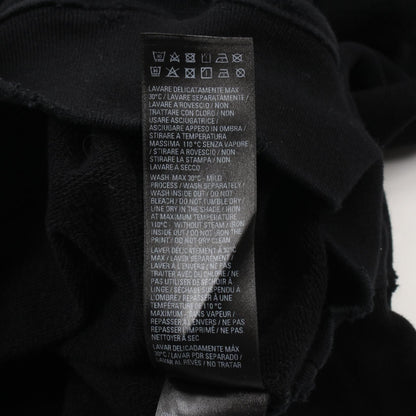 LAVARE DELICATAMENTE MAX
30°C / LAVARE SEPARATAMENTE /
LAVARE A ROVESCIO / NON
TRATTARE CON CLORO / NON
USARE ASCIUGATRICE /
ASCIUGARE APPESO IN OMBRA /
STIRARE A TEMPERATURA
MASSIMA 110°C SENZA VAPORE
/ STIRARE A ROVESCIO / NON
STIRARE LA STAMPA / NON
LAVARE A SECCO
WASH MAX 30°C - MILD
PROCESS / WASH SEPARATELY /
WASH INSIDE OUT / DO NOT
BLEACH / DO NOT TUMBLE DRY
LINE DRY IN THE SHADE / IRON
AT MAXIMUM TEMPERATURE
110°C - WITHOUT STEAM / IRON
INSIDE OUT / DO NOT IRON THE
PRINT / DO NOT DRY CLEAN
LAVER DÉLICATEMENT À 30°C
MAX / LAVER SÉPARÉMENT /
LAVER À L'ENVERS / NE PAS
TRAITER AVEC DU CHLORE / NE
PAS UTILISER DE SÉCHOIR À
LINGE / SÉCHAGE SUSPENDU À
L'OMBRE / REPASSER À UNE
TEMPÉRATURE DE 110°C
MAXIMUM - SANS VAPEUR /
REPASSER À L'ENVERS / NE PAS
REPASSER L'IMPRIMÉ / NE PAS
NETTOYER À SEC
LAVAR DELICADAMENTE MÁX
30°C / LAVAR POR SEPARADO /
LAVAR AL REVÉS / NO TRATAR